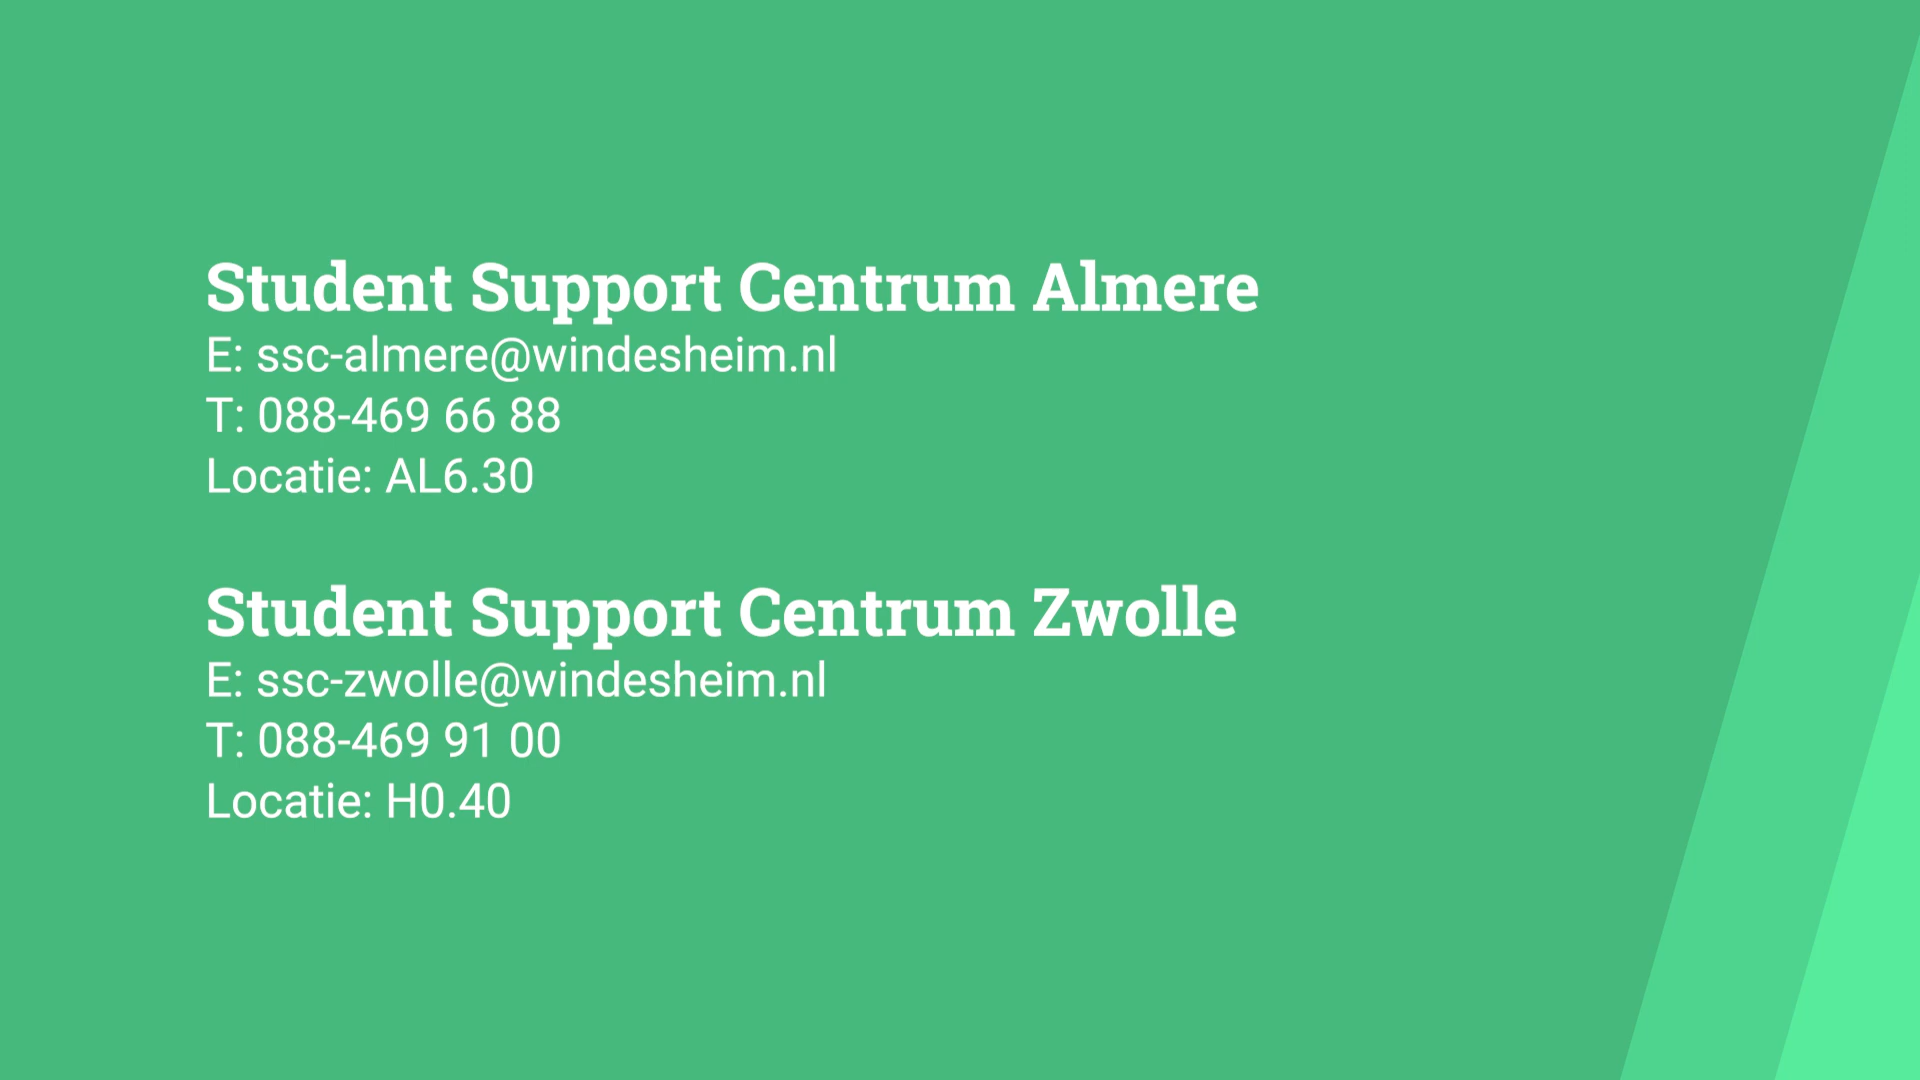 Student Support Centrum Almere
E: ssc-almere@windesheim.nl
T: 088-469 66 88
Locatie: AL6.30
Student Support Centrum Zwolle
E: ssc-zwolle@windesheim.nl
T: 088-469 91 00
Locatie: H0.40